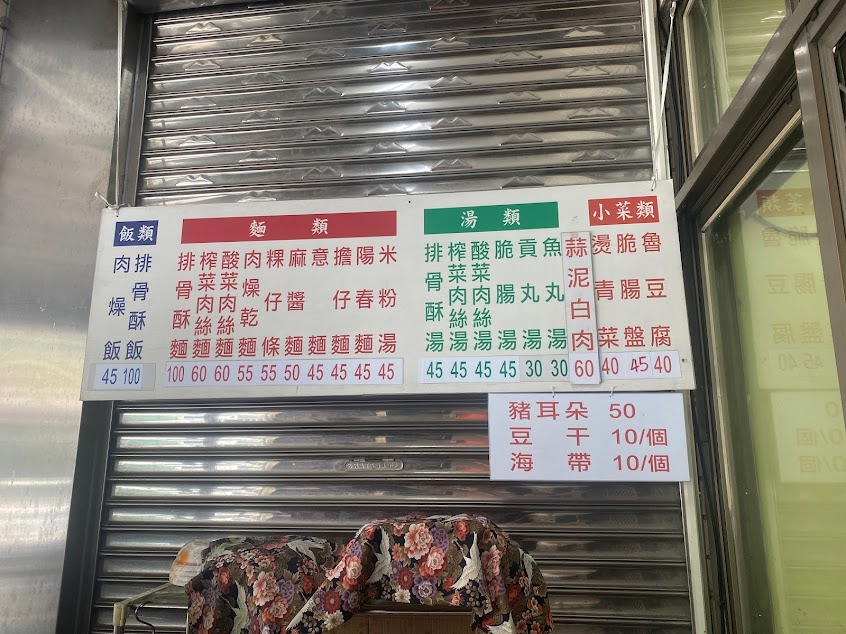 飯類
肉燥飯 45
排骨酥飯 100
麵類
排骨酥麵 100
榨菜肉絲麵 60
酸菜肉絲麵 60
肉燥乾麵 55
粿仔條 55
麻醬麵 50
意麵 45
擔仔麵 45
陽春麵 45
米粉湯 45
湯類
排骨酥湯 45
榨菜肉絲湯 45
酸菜肉絲湯 45
脆腸湯 45
貢丸湯 30
魚丸湯 30
小菜類
蒜泥白肉 60
燙青菜 40
脆腸盤 45
魯豆腐 40
豬耳朵 50
豆干 10/個
海帶 10/個